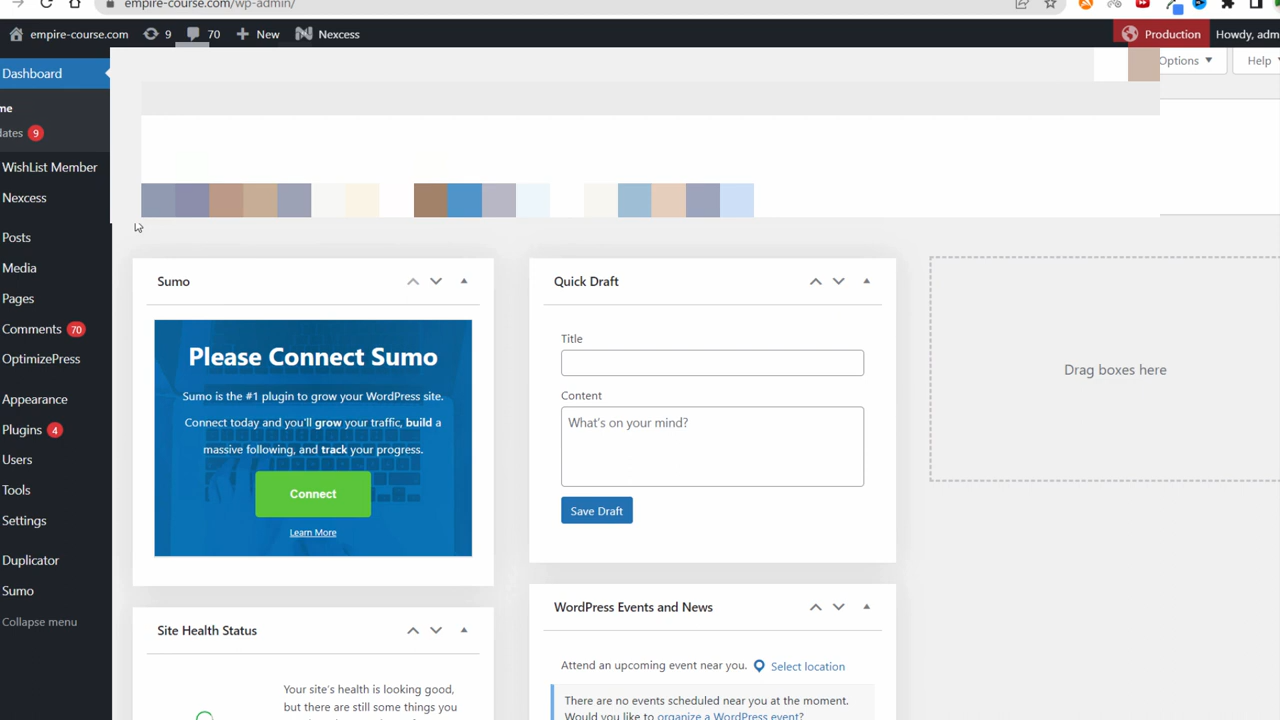 empire-course.com/wp-admin/
empire-course.com 9 70 New Nexcess Production Howdy, adm
Dashboard
Options Help
me
dates 9
WishList Member
Nexcess
Posts
Media
Pages
Comments 70
OptimizePress
Appearance
Plugins 4
Users
Tools
Settings
Duplicator
Sumo
Collapse menu
Sumo
Please Connect Sumo
Sumo is the #1 plugin to grow your WordPress site.
Connect today and you'll grow your traffic, build a
massive following, and track your progress.
Connect
Learn More
Site Health Status
Your site's health is looking good,
but there are still some things you
Quick Draft
Title
Content
What's on your mind?
Save Draft
WordPress Events and News
Attend an upcoming event near you. Select location
There are no events scheduled near you at the moment.
Would you like to organize a WordPress event?
Drag boxes here